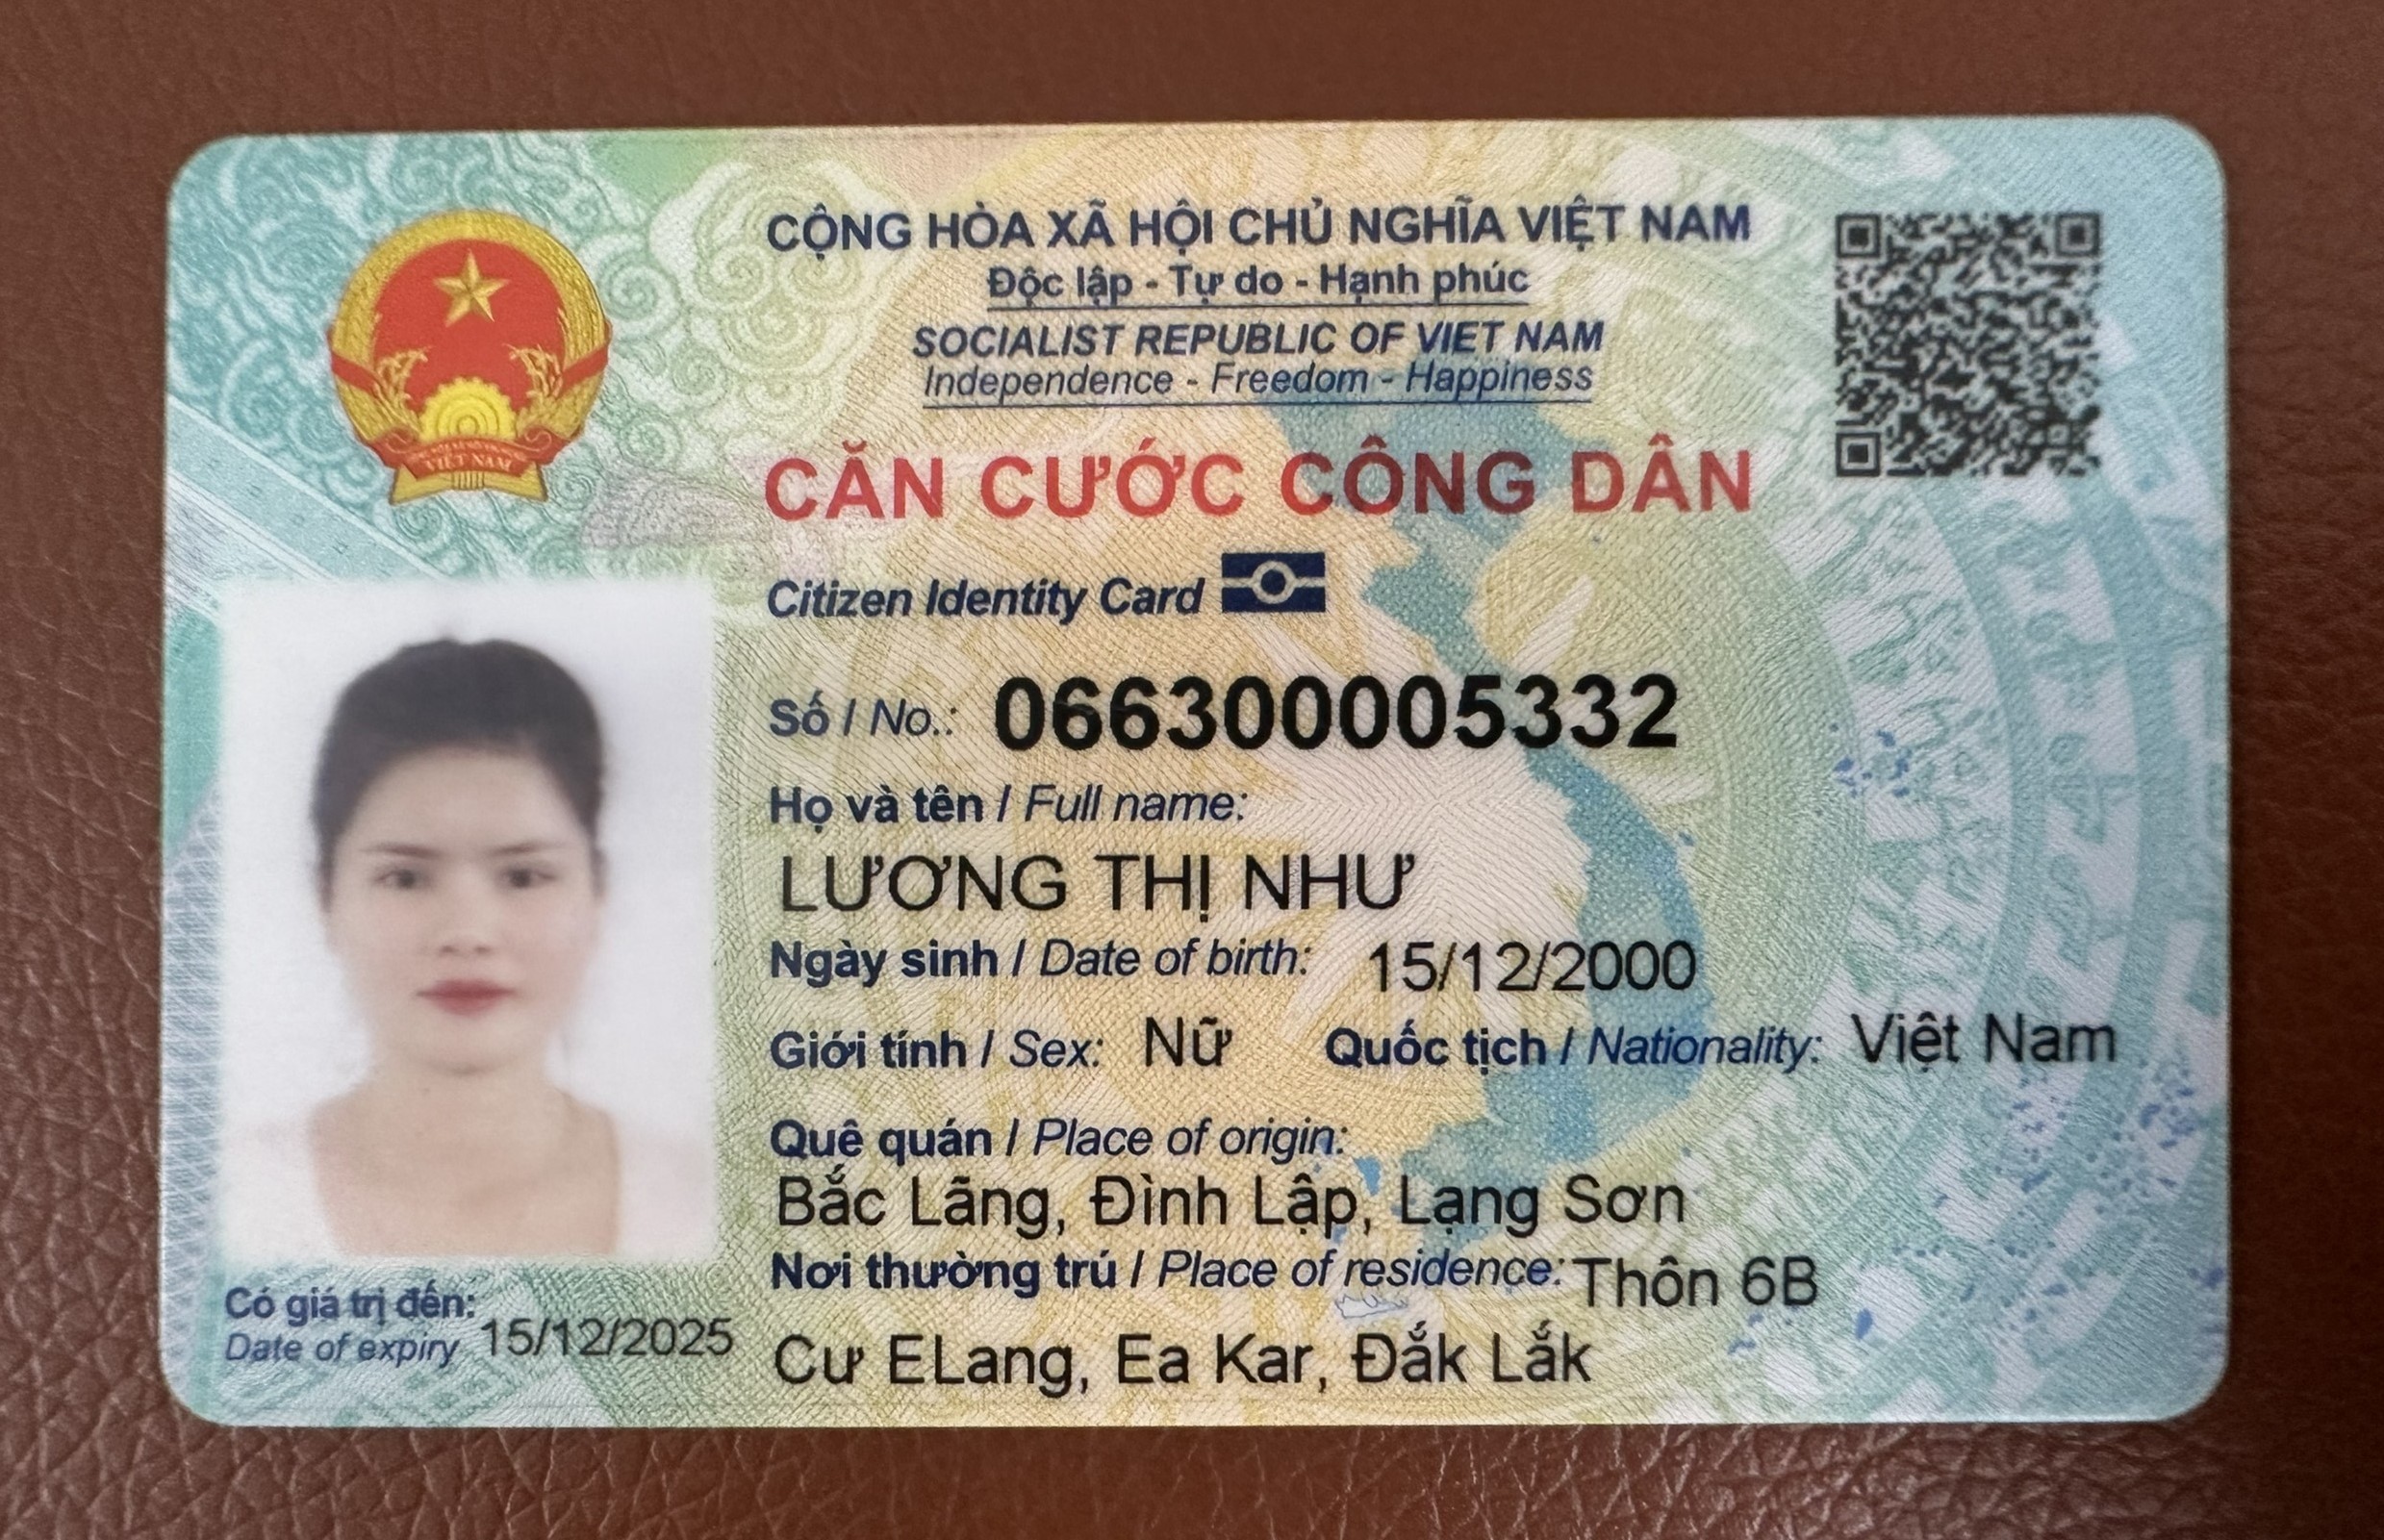 CỘNG HÒA XÃ HỘI CHỦ NGHĨA VIỆT NAM
Độc lập - Tự do - Hạnh phúc
SOCIALIST REPUBLIC OF VIET NAM
Independence - Freedom - Happiness
VIỆT NAM
CĂN CƯỚC CÔNG DÂN
Citizen Identity Card
Số / No.: 066300005332
Họ và tên / Full name:
LƯƠNG THỊ NHƯ
Ngày sinh / Date of birth: 15/12/2000
Giới tính / Sex: Nữ Quốc tịch / Nationality: Việt Nam
Quê quán / Place of origin:
Bắc Lãng, Đình Lập, Lạng Sơn
Nơi thường trú / Place of residence: Thôn 6B
Cư ELang, Ea Kar, Đắk Lắk
Có giá trị đến:
Date of expiry 15/12/2025